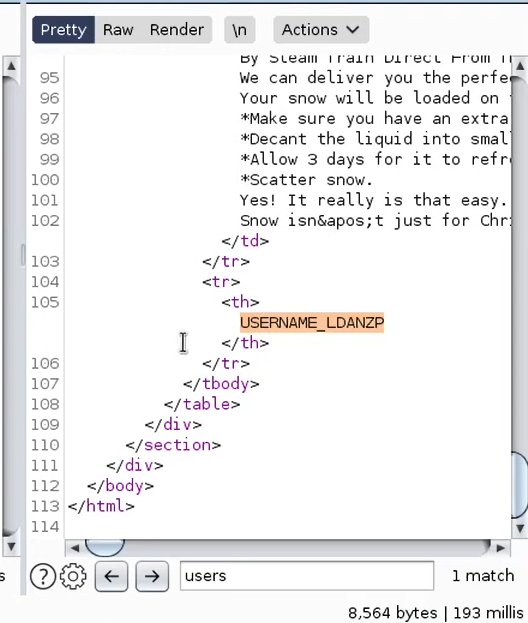 Pretty Raw Render \n Actions
By Steam Train Direct From
95 We can deliver you the perfe
96 Your snow will be loaded on
97 *Make sure you have an extra
98 *Decant the liquid into smal
99 *Allow 3 days for it to refr
100 *Scatter snow.
101 Yes! It really is that easy.
102 Snow isn&apos;t just for Chri
</td>
103 </tr>
104 <tr>
105 <th>
USERNAME_LDANZP
</th>
106 </tr>
107 </tbody>
108 </table>
109 </div>
110 </section>
111 </div>
112 </body>
113 </html>
114
s ? users 1 match
8,564 bytes | 193 millis